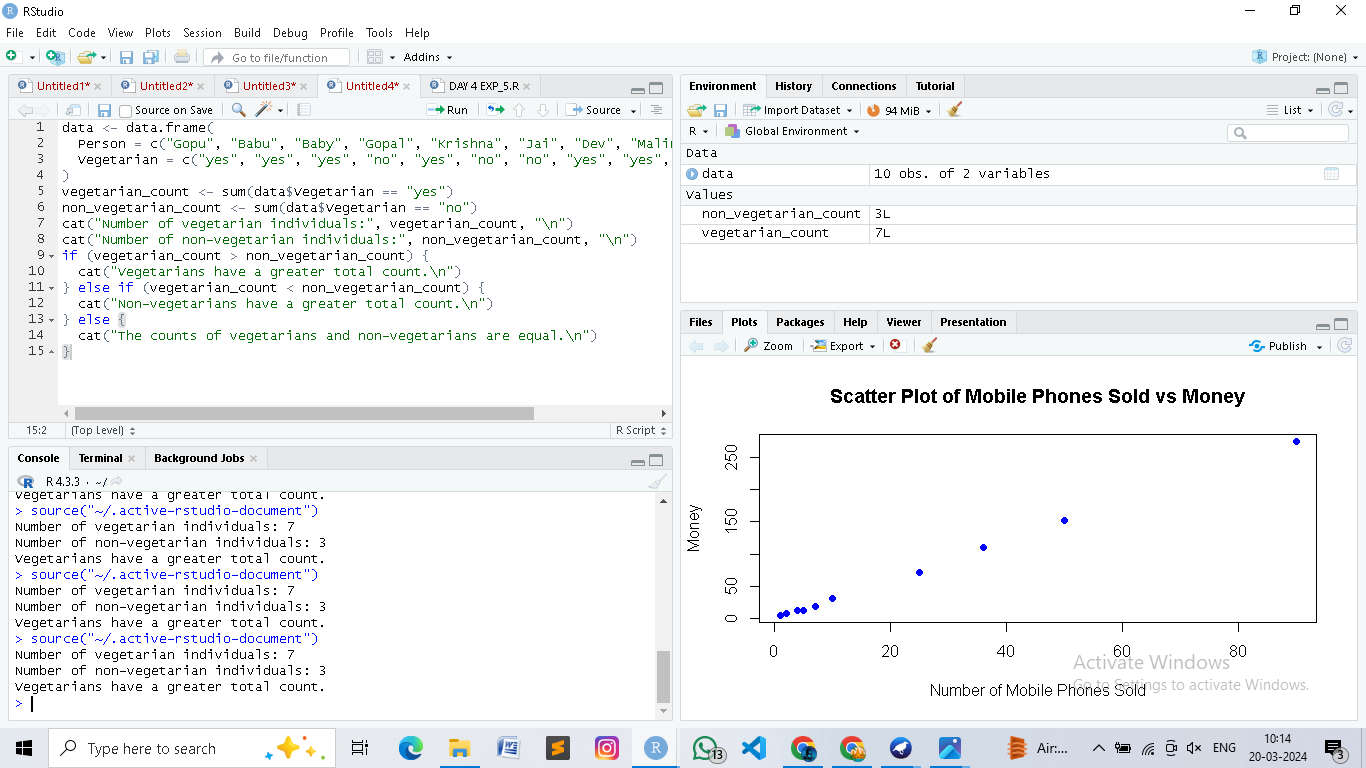 RStudio
File Edit Code View Plots Session Build Debug Profile Tools Help
Go to file/function Addins Project: (None)
Untitled1* Untitled2* Untitled3* Untitled4* DAY 4 EXP_5.R
Source on Save Run Source
1 data <- data.frame(
2 Person = c("Gopu", "Babu", "Baby", "Gopal", "Krishna", "Jai", "Dev", "Mali
3 Vegetarian = c("yes", "yes", "yes", "no", "yes", "no", "no", "yes", "yes",
4 )
5 vegetarian_count <- sum(data$Vegetarian == "yes")
6 non_vegetarian_count <- sum(data$Vegetarian == "no")
7 cat("Number of vegetarian individuals:", vegetarian_count, "\n")
8 cat("Number of non-vegetarian individuals:", non_vegetarian_count, "\n")
9 if (vegetarian_count > non_vegetarian_count) {
10 cat("Vegetarians have a greater total count.\n")
11 } else if (vegetarian_count < non_vegetarian_count) {
12 cat("Non-vegetarians have a greater total count.\n")
13 } else {
14 cat("The counts of vegetarians and non-vegetarians are equal.\n")
15 }
15:2 (Top Level) R Script
Console Terminal Background Jobs
R 4.3.3 · ~/
Vegetarians have a greater total count.
> source("~/.active-rstudio-document")
Number of vegetarian individuals: 7
Number of non-vegetarian individuals: 3
Vegetarians have a greater total count.
> source("~/.active-rstudio-document")
Number of vegetarian individuals: 7
Number of non-vegetarian individuals: 3
Vegetarians have a greater total count.
> source("~/.active-rstudio-document")
Number of vegetarian individuals: 7
Number of non-vegetarian individuals: 3
Vegetarians have a greater total count.
>
Environment History Connections Tutorial
Import Dataset 94 MiB List
R Global Environment
Data
data 10 obs. of 2 variables
Values
non_vegetarian_count 3L
vegetarian_count 7L
Files Plots Packages Help Viewer Presentation
Zoom Export Publish
Scatter Plot of Mobile Phones Sold vs Money
Money
250
150
50
0
0 20 40 60 80
Number of Mobile Phones Sold
Activate Windows
Go to Settings to activate Windows.
Type here to search
13
Air:...
ENG
10:14
20-03-2024
3